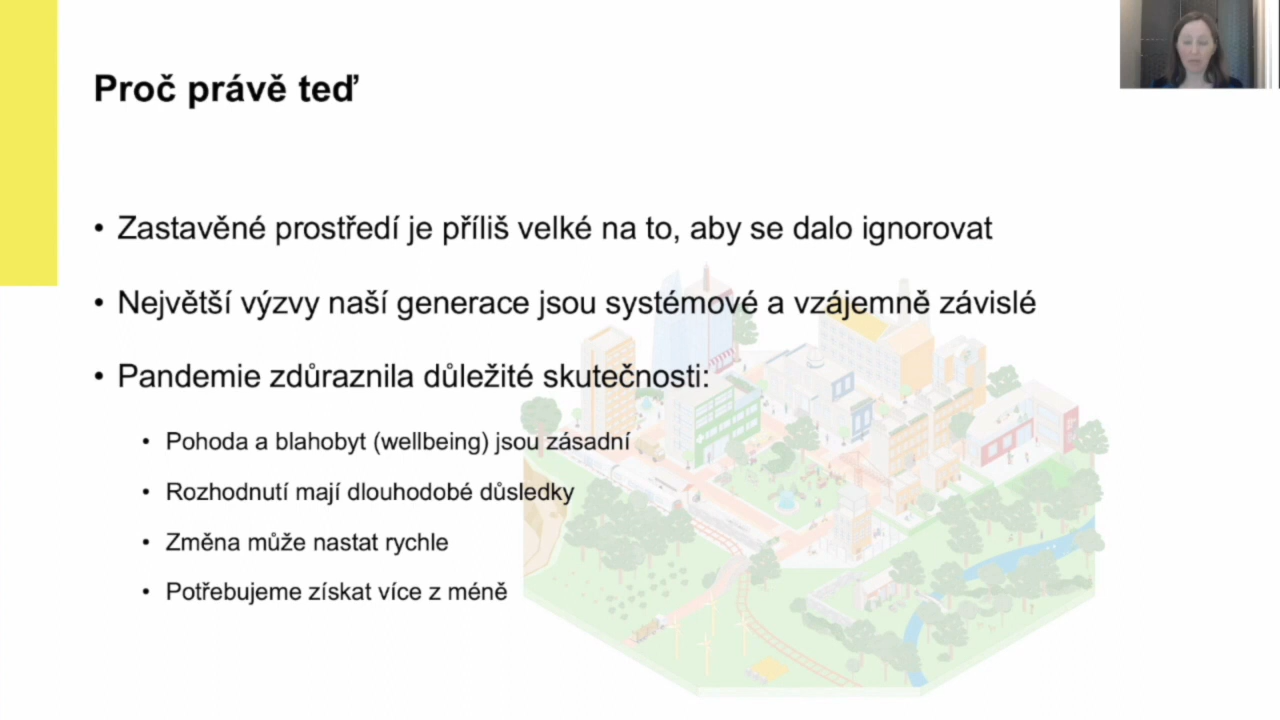 Proč právě teď
• Zastavěné prostředí je příliš velké na to, aby se dalo ignorovat
• Největší výzvy naší generace jsou systémové a vzájemně závislé
• Pandemie zdůraznila důležité skutečnosti:
• Pohoda a blahobyt (wellbeing) jsou zásadní
• Rozhodnutí mají dlouhodobé důsledky
• Změna může nastat rychle
• Potřebujeme získat více z méně